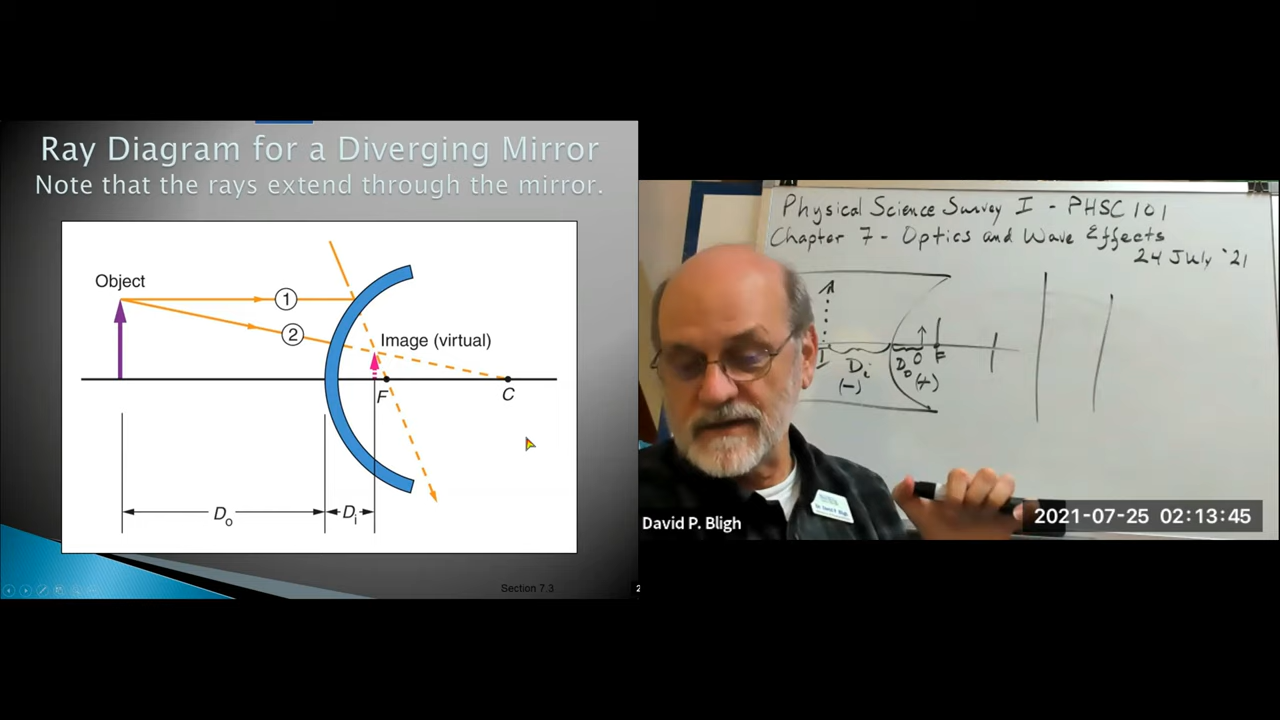 Ray Diagram for a Diverging Mirror
Note that the rays extend through the mirror.
Object
1
2
Image (virtual)
F
C
Do
Di
Section 7.3
2
Physical Science Survey I - PHSC 101
Chapter 7 - Optics and Wave Effects
24 July '21
I
Di
(-)
Do
(+)
O
F
David P. Bligh
2021-07-25 02:13:45